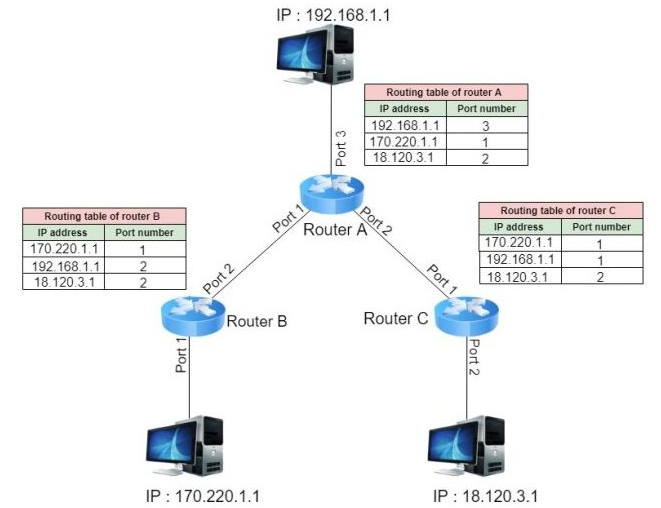 IP : 192.168.1.1
Routing table of router A
IP address Port number
192.168.1.1 3
170.220.1.1 1
18.120.3.1 2
Port 3
Port 1
Port 2
Router A
Routing table of router B
IP address Port number
170.220.1.1 1
192.168.1.1 2
18.120.3.1 2
Routing table of router C
IP address Port number
170.220.1.1 1
192.168.1.1 1
18.120.3.1 2
Port 2
Port 1
Router B
Router C
Port 1
Port 2
IP : 170.220.1.1
IP : 18.120.3.1